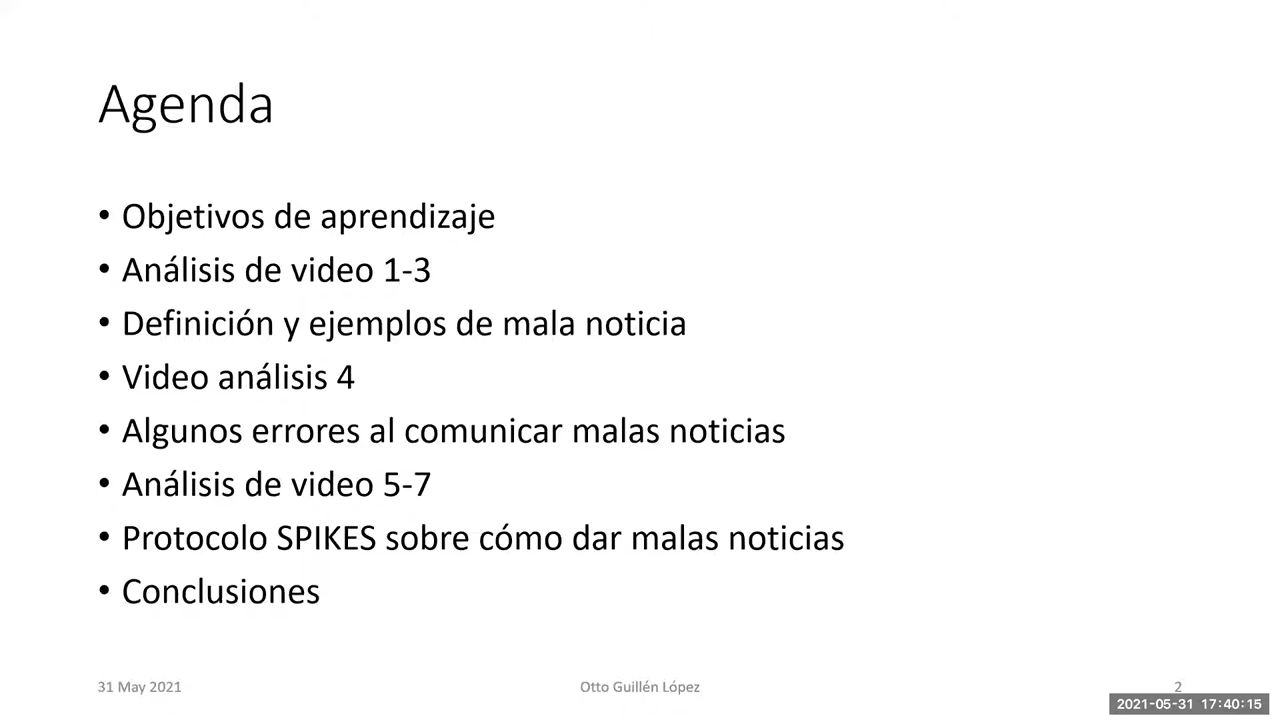 Agenda
• Objetivos de aprendizaje
• Análisis de video 1-3
• Definición y ejemplos de mala noticia
• Video análisis 4
• Algunos errores al comunicar malas noticias
• Análisis de video 5-7
• Protocolo SPIKES sobre cómo dar malas noticias
• Conclusiones
31 May 2021
Otto Guillén López
2
2021-05-31 17:40:15